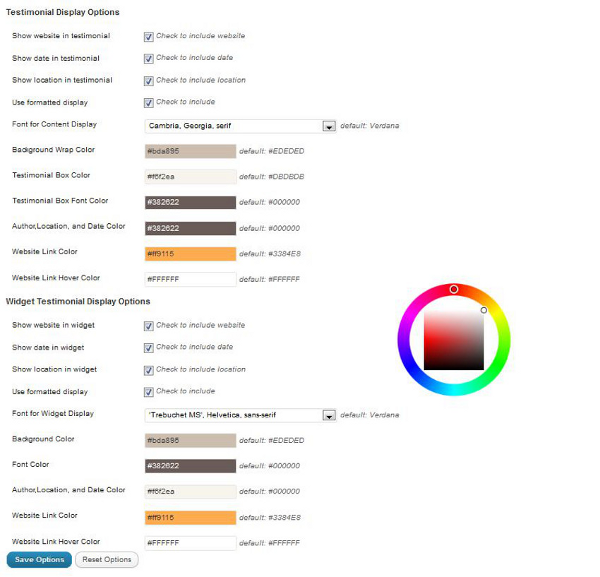 Testimonial Display Options
Show website in testimonial Check to include website
Show date in testimonial Check to include date
Show location in testimonial Check to include location
Use formatted display Check to include
Font for Content Display Cambria, Georgia, serif default: Verdana
Background Wrap Color #bda895 default: #EDEDED
Testimonial Box Color #f6f2ea default: #DBDBDB
Testimonial Box Font Color #382622 default: #000000
Author,Location, and Date Color #382622 default: #000000
Website Link Color #ff9115 default: #3384E8
Website Link Hover Color #FFFFFF default: #FFFFFF
Widget Testimonial Display Options
Show website in widget Check to include website
Show date in widget Check to include date
Show location in widget Check to include location
Use formatted display Check to include
Font for Widget Display 'Trebuchet MS', Helvetica, sans-serif default: Verdana
Background Color #bda895 default: #EDEDED
Font Color #382622 default: #000000
Author,Location, and Date Color #f6f2ea default: #000000
Website Link Color #ff9115 default: #3384E8
Website Link Hover Color #FFFFFF default: #FFFFFF
Save Options Reset Options